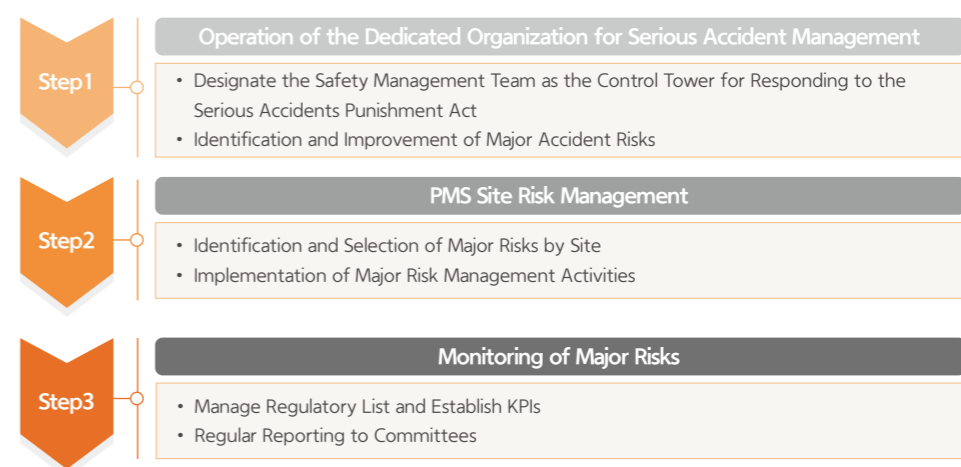 Step1
Operation of the Dedicated Organization for Serious Accident Management
• Designate the Safety Management Team as the Control Tower for Responding to the
Serious Accidents Punishment Act
• Identification and Improvement of Major Accident Risks
Step2
PMS Site Risk Management
• Identification and Selection of Major Risks by Site
• Implementation of Major Risk Management Activities
Step3
Monitoring of Major Risks
• Manage Regulatory List and Establish KPIs
• Regular Reporting to Committees